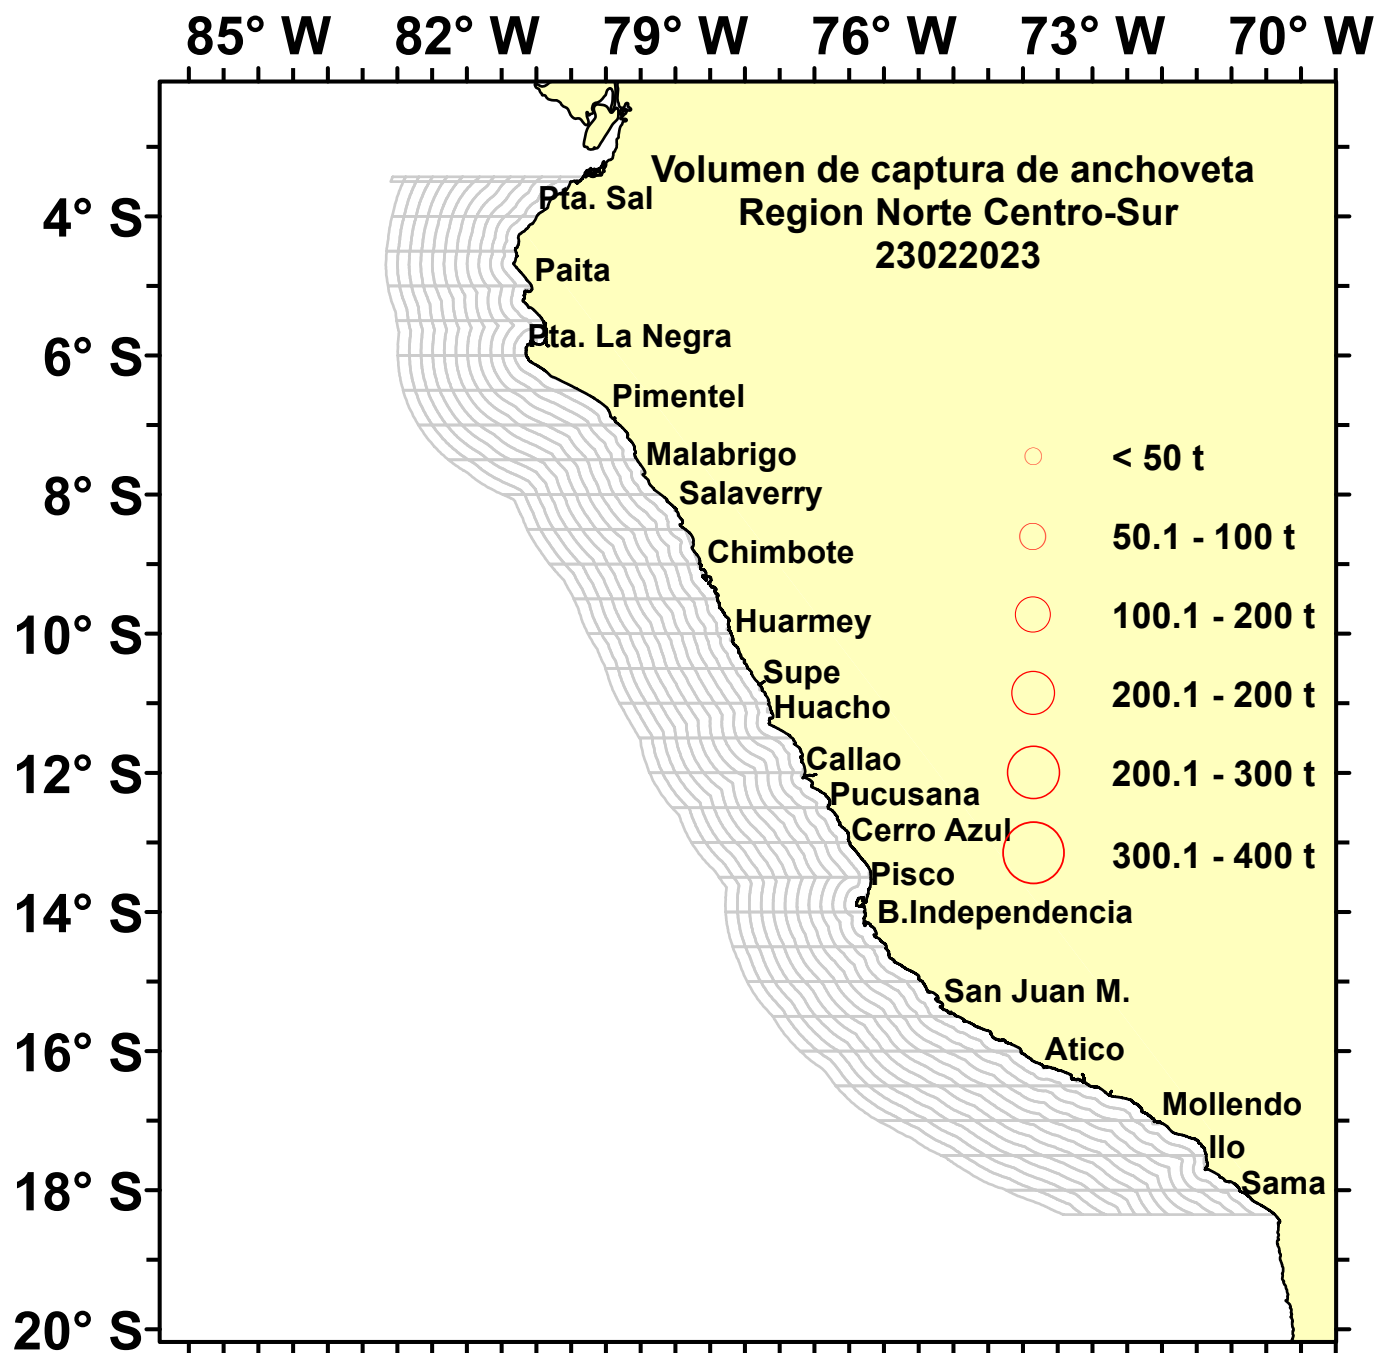 85° W 82° W 79° W 76° W 73° W 70° W
Volumen de captura de anchoveta
Region Norte Centro-Sur
23022023
4° S
6° S
8° S
10° S
12° S
14° S
16° S
18° S
20° S
Pta. Sal
Paita
Pta. La Negra
Pimentel
Malabrigo
Salaverry
Chimbote
Huarmey
Supe
Huacho
Callao
Pucusana
Cerro Azul
Pisco
B.Independencia
San Juan M.
Atico
Mollendo
Ilo
Sama
< 50 t
50.1 - 100 t
100.1 - 200 t
200.1 - 200 t
200.1 - 300 t
300.1 - 400 t